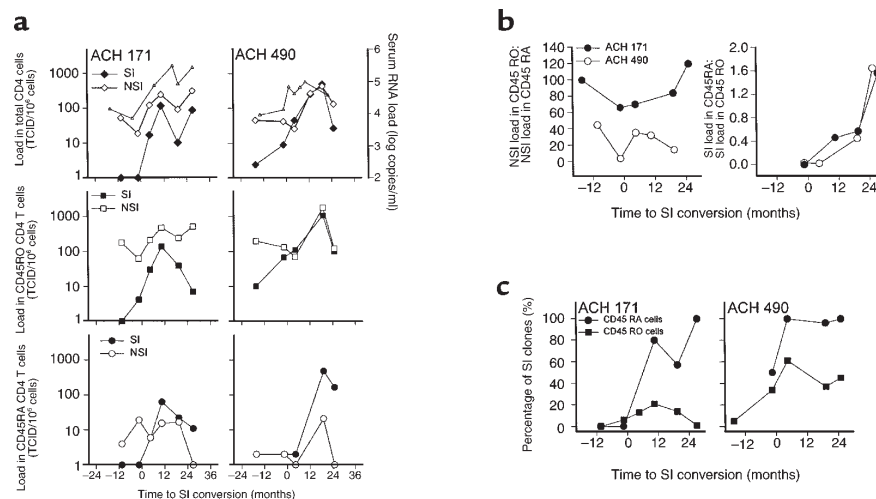 a
ACH 171
ACH 490
SI
NSI
1000
100
10
1
Load in total CD4 cells
(TCID/10⁶ cells)
6
5
4
3
2
Serum RNA load (log copies/ml)
SI
NSI
1000
100
10
1
Load in CD45RO CD4 T cells
(TCID/10⁶ cells)
SI
NSI
1000
100
10
1
Load in CD45RA CD4 T cells
(TCID/10⁶ cells)
−24 −12 0 12 24 36
−24 −12 0 12 24 36
Time to SI conversion (months)
b
ACH 171
ACH 490
140
120
100
80
60
40
20
0
NSI load in CD45 RO:
NSI load in CD45 RA
−12 0 12 24
2.0
1.6
1.2
0.8
0.4
0.0
SI load in CD45RA:
SI load in CD45 RO
−12 0 12 24
Time to SI conversion (months)
c
ACH 171
ACH 490
CD45 RA cells
CD45 RO cells
100
80
60
40
20
0
Percentage of SI clones (%)
−12 0 12 24
−12 0 12 24
Time to SI conversion (months)